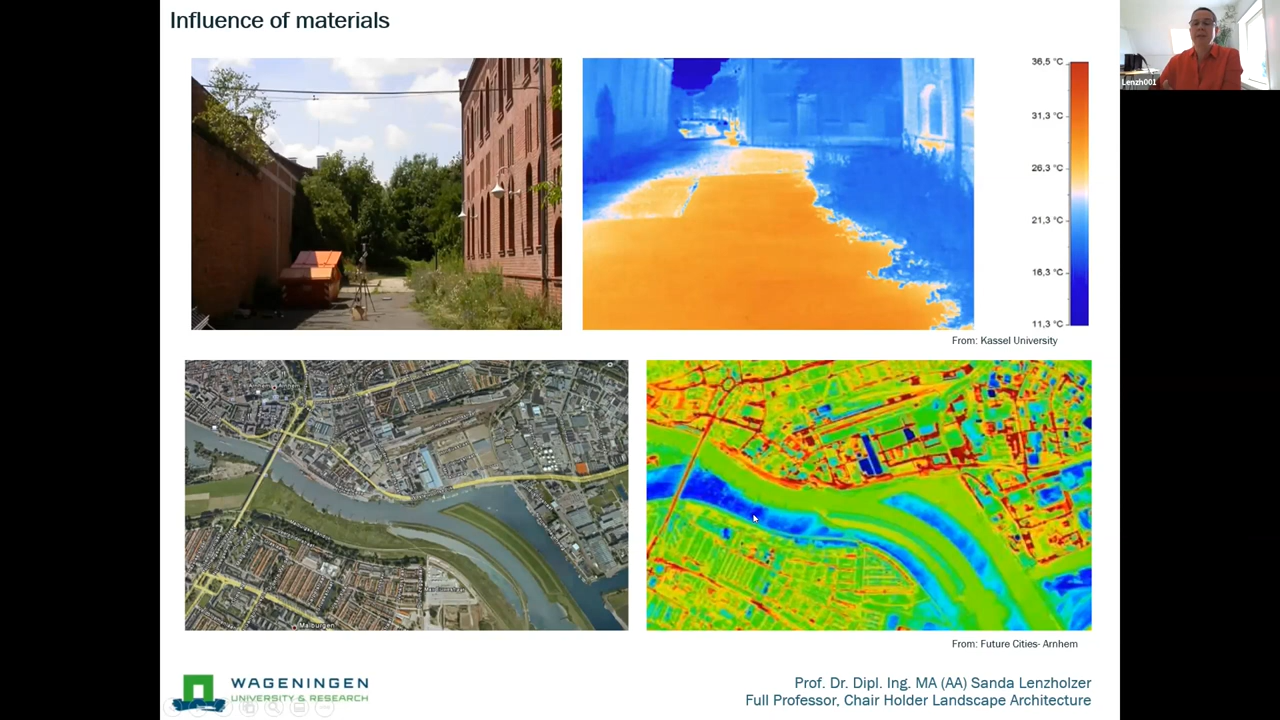 Influence of materials
Lenzh001
36,5 °C
31,3 °C
26,3 °C
21,3 °C
16,3 °C
11,3 °C
From: Kassel University
Malburgen
From: Future Cities- Arnhem
WAGENINGEN
UNIVERSITY & RESEARCH
Prof. Dr. Dipl. Ing. MA (AA) Sanda Lenzholzer
Full Professor, Chair Holder Landscape Architecture